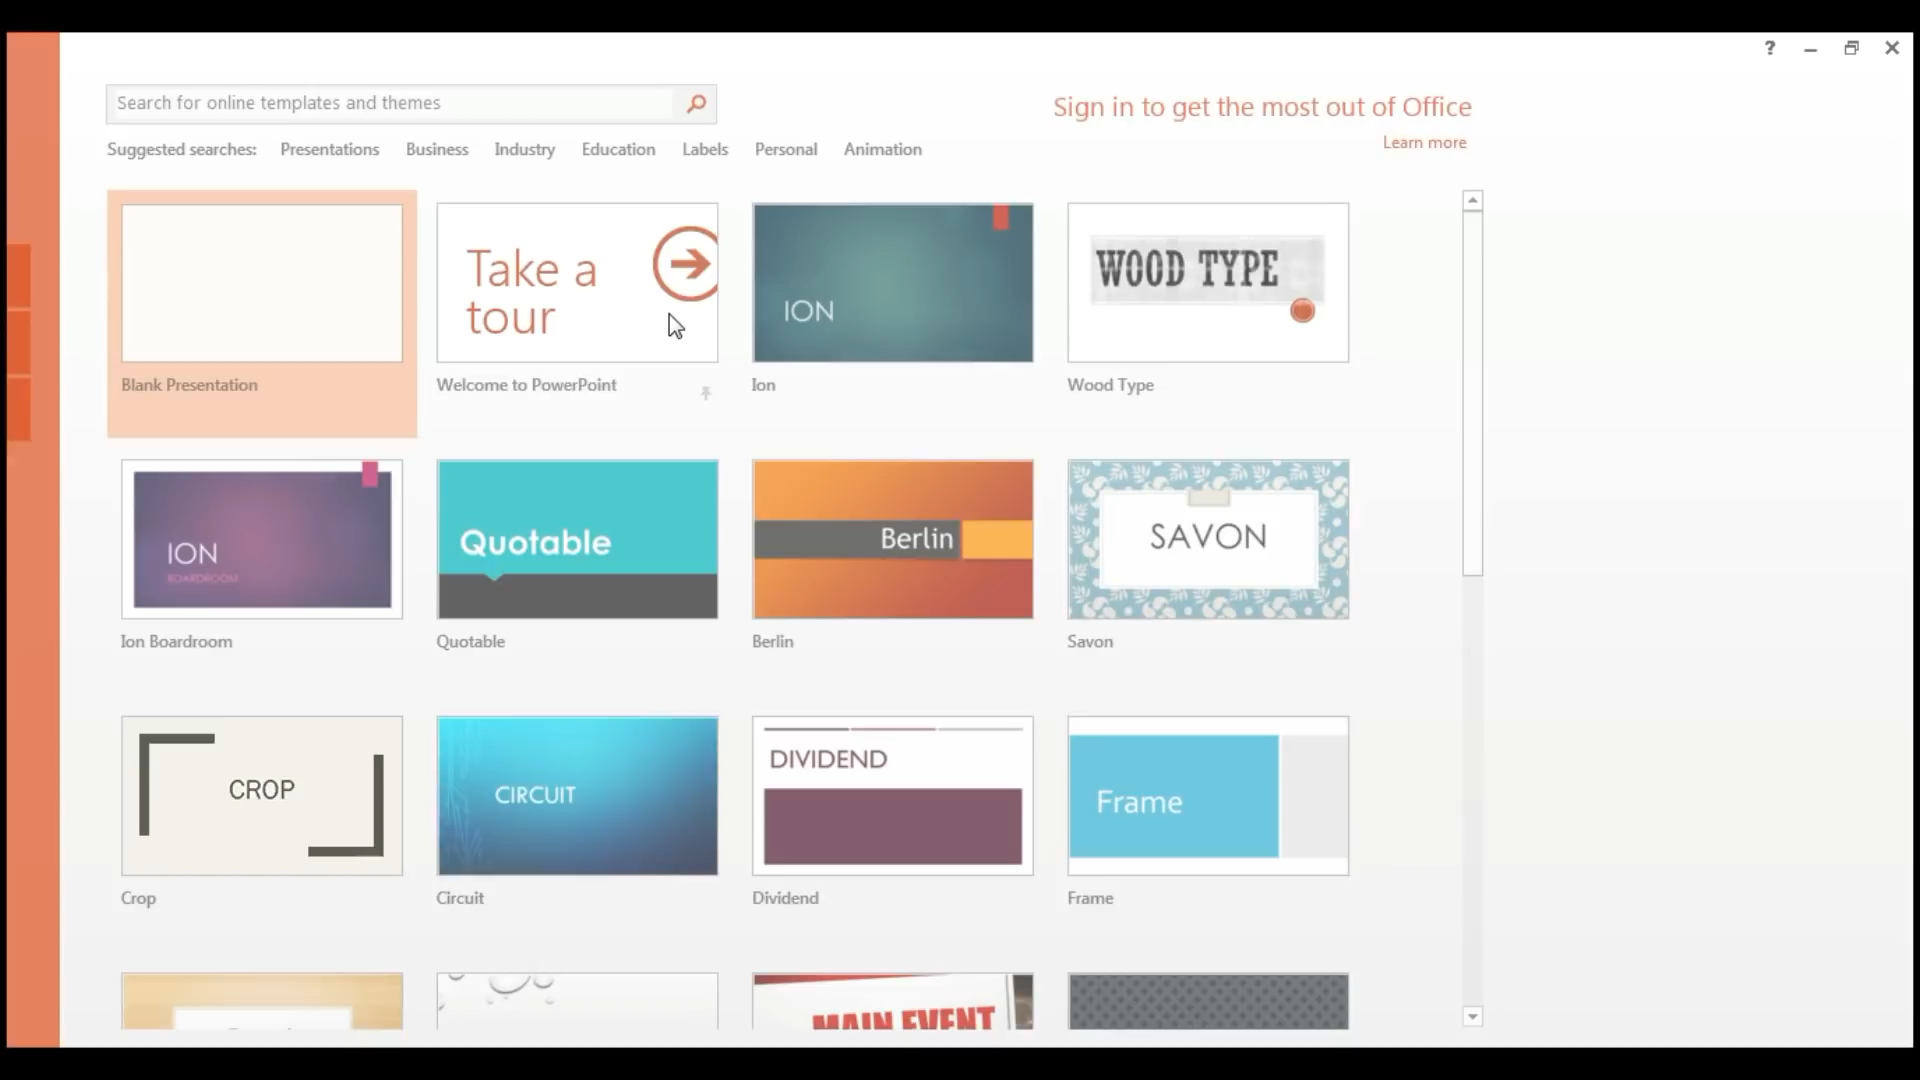 ?
Search for online templates and themes
Sign in to get the most out of Office
Learn more
Suggested searches: Presentations Business Industry Education Labels Personal Animation
Take a
tour
ION
WOOD TYPE
Blank Presentation
Welcome to PowerPoint
Ion
Wood Type
ION
BOARDROOM
Quotable
Berlin
SAVON
Ion Boardroom
Quotable
Berlin
Savon
CROP
CIRCUIT
DIVIDEND
Frame
Crop
Circuit
Dividend
Frame
MAIN EVENT